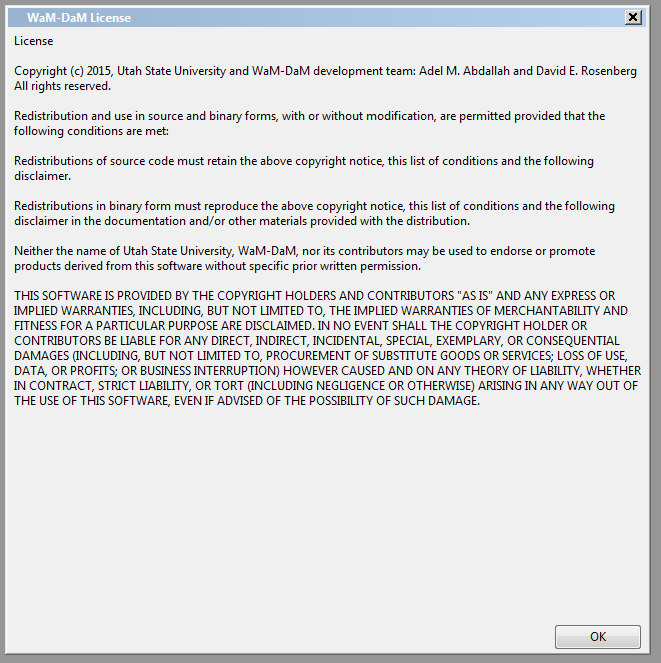 WaM-DaM License
License
Copyright (c) 2015, Utah State University and WaM-DaM development team: Adel M. Abdallah and David E. Rosenberg
All rights reserved.
Redistribution and use in source and binary forms, with or without modification, are permitted provided that the
following conditions are met:
Redistributions of source code must retain the above copyright notice, this list of conditions and the following
disclaimer.
Redistributions in binary form must reproduce the above copyright notice, this list of conditions and the following
disclaimer in the documentation and/or other materials provided with the distribution.
Neither the name of Utah State University, WaM-DaM, nor its contributors may be used to endorse or promote
products derived from this software without specific prior written permission.
THIS SOFTWARE IS PROVIDED BY THE COPYRIGHT HOLDERS AND CONTRIBUTORS "AS IS" AND ANY EXPRESS OR
IMPLIED WARRANTIES, INCLUDING, BUT NOT LIMITED TO, THE IMPLIED WARRANTIES OF MERCHANTABILITY AND
FITNESS FOR A PARTICULAR PURPOSE ARE DISCLAIMED. IN NO EVENT SHALL THE COPYRIGHT HOLDER OR
CONTRIBUTORS BE LIABLE FOR ANY DIRECT, INDIRECT, INCIDENTAL, SPECIAL, EXEMPLARY, OR CONSEQUENTIAL
DAMAGES (INCLUDING, BUT NOT LIMITED TO, PROCUREMENT OF SUBSTITUTE GOODS OR SERVICES; LOSS OF USE,
DATA, OR PROFITS; OR BUSINESS INTERRUPTION) HOWEVER CAUSED AND ON ANY THEORY OF LIABILITY, WHETHER
IN CONTRACT, STRICT LIABILITY, OR TORT (INCLUDING NEGLIGENCE OR OTHERWISE) ARISING IN ANY WAY OUT OF
THE USE OF THIS SOFTWARE, EVEN IF ADVISED OF THE POSSIBILITY OF SUCH DAMAGE.
OK